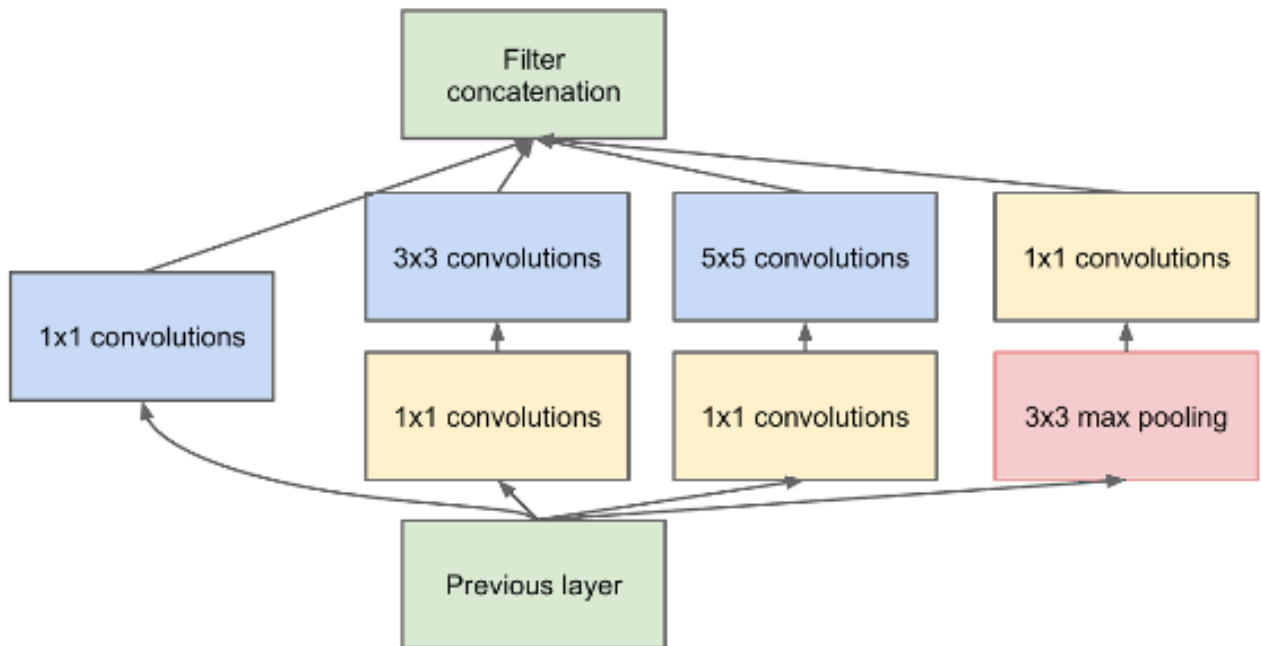 Filter
concatenation
3x3 convolutions
5x5 convolutions
1x1 convolutions
1x1 convolutions
1x1 convolutions
1x1 convolutions
3x3 max pooling
Previous layer